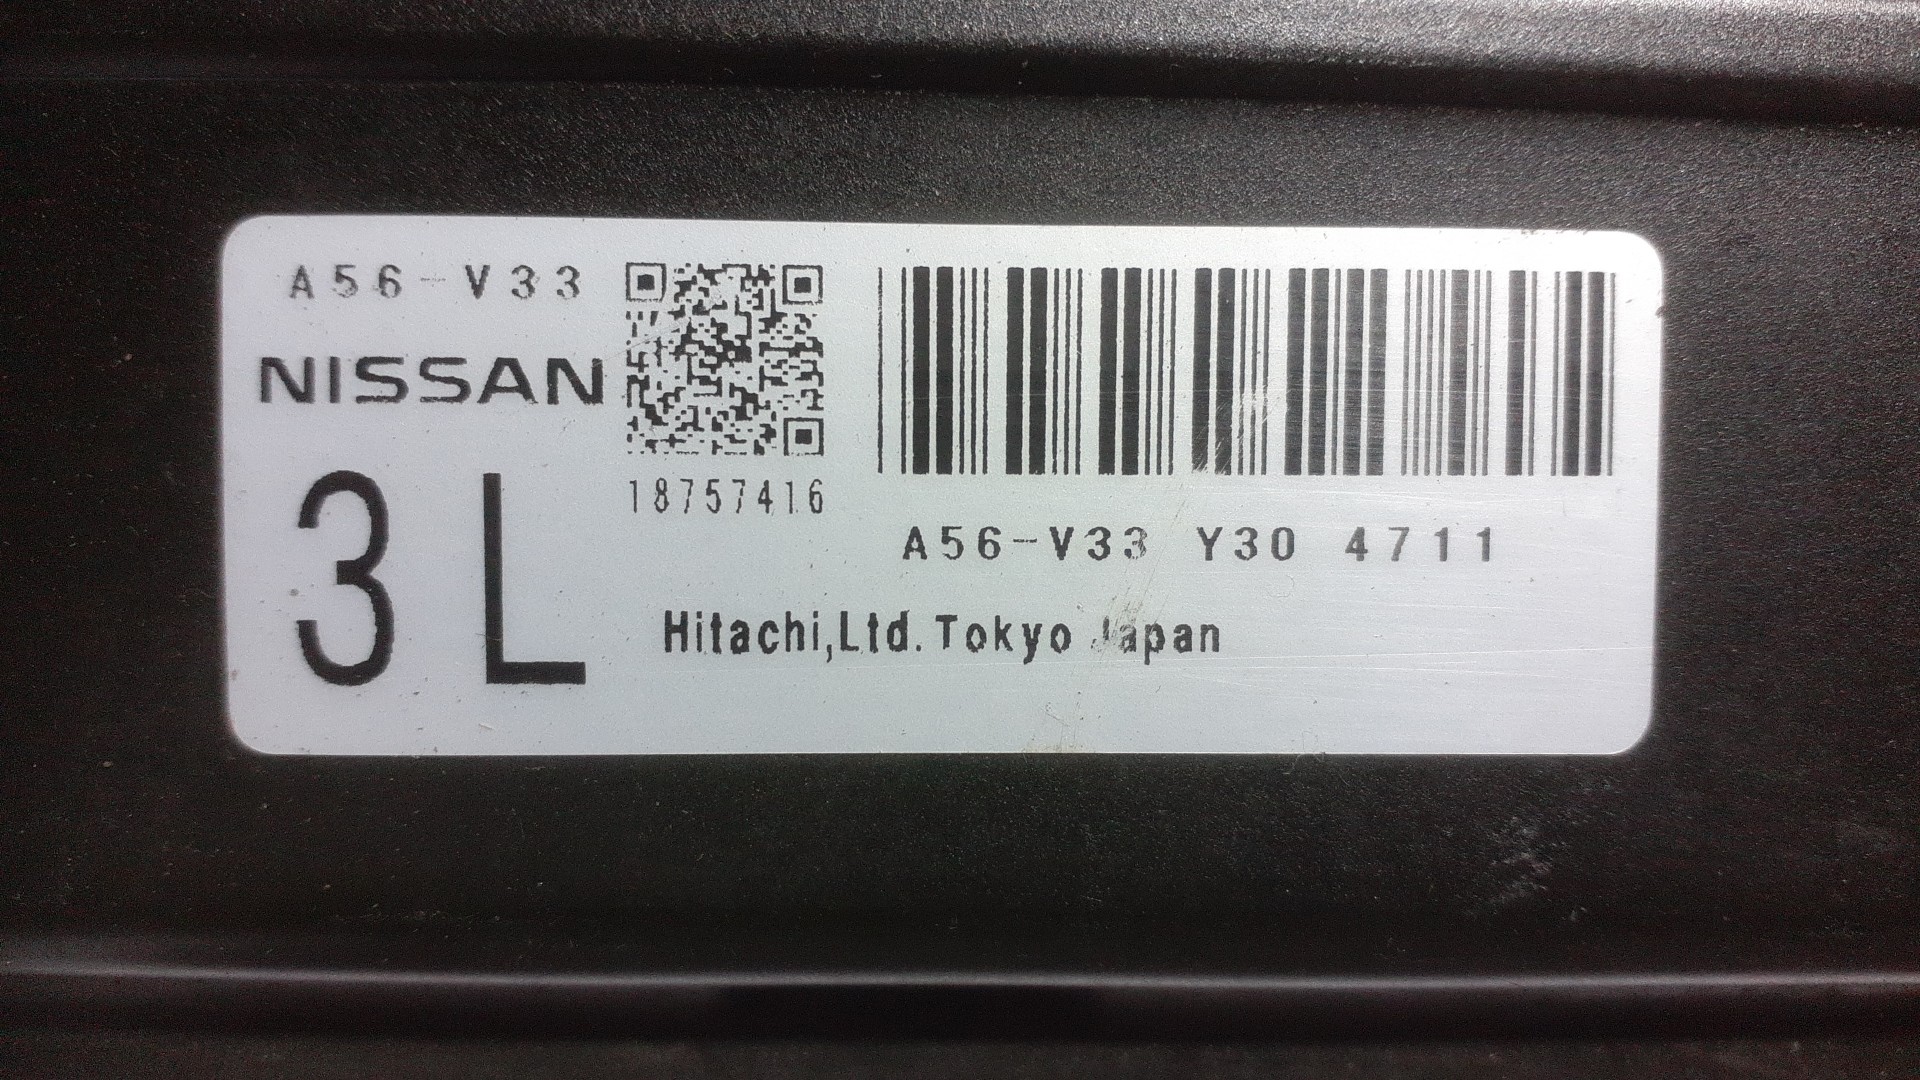 A56-V33
NISSAN
3L
18757416
A56-V33 Y30 4711
Hitachi,Ltd. Tokyo Japan